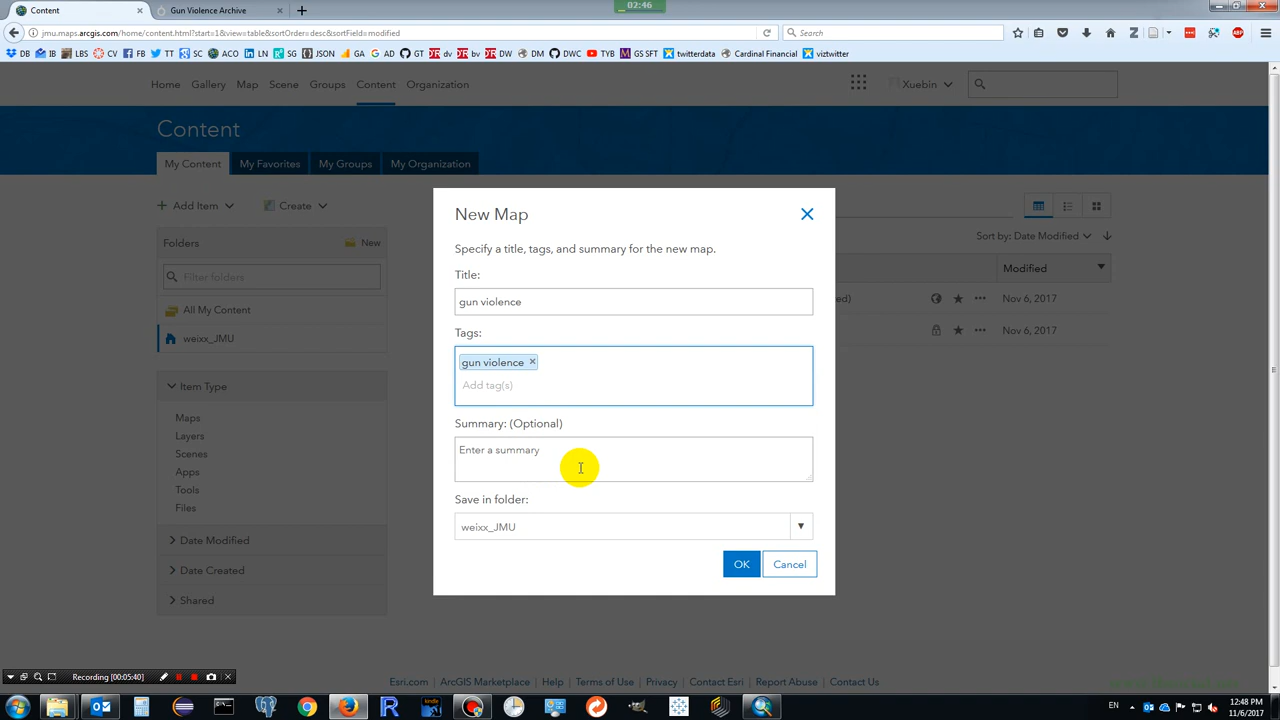 Content
Gun Violence Archive
02:46
jmu.maps.arcgis.com/home/content.html?start=1&view=table&sortOrder=desc&sortField=modified
Search
DB IB LBS FB TT SC ACO LN SG JSON GA AD GT dv bv DW DM DWC YT GS SFT twitterdata Cardinal Financial viztwitter
Home Gallery Map Scene Groups Content Organization Xuebin
Content
My Content My Favorites My Groups My Organization
Add Item Create
Folders New
Filter folders
All My Content
weixx_JMU
Item Type
Maps
Layers
Scenes
Apps
Tools
Files
Date Modified
Date Created
Shared
Sort by: Date Modified
Modified
Nov 6, 2017
Nov 6, 2017
New Map
Specify a title, tags, and summary for the new map.
Title:
gun violence
Tags:
gun violence
Add tag(s)
Summary: (Optional)
Enter a summary
Save in folder:
weixx_JMU
OK Cancel
Recording (00:05:40)
Esri.com ArcGIS Marketplace Help Terms of Use Privacy Contact Esri Contact Us
EN
12:48 PM
11/6/2017